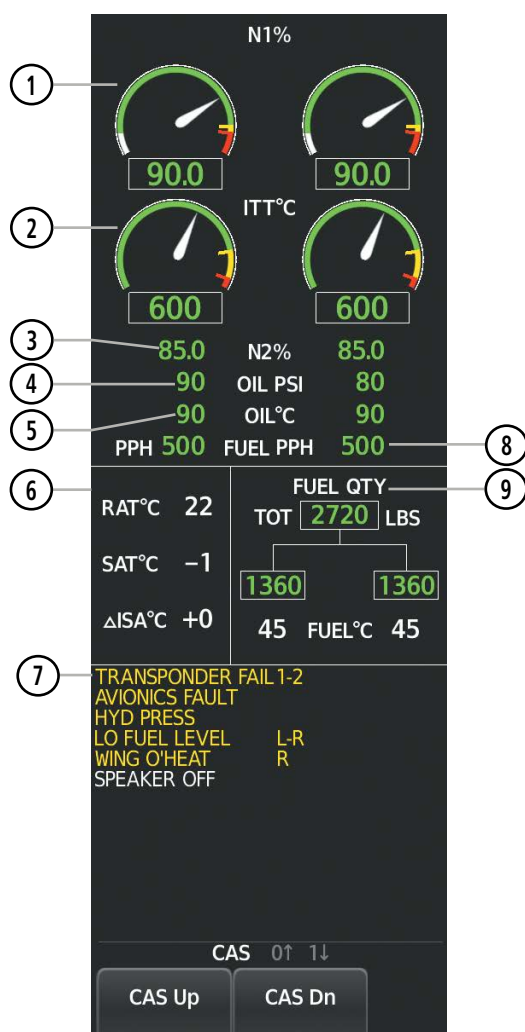 N1%
1
90.0 90.0
ITT°C
2
600 600
3 85.0 N2% 85.0
4 90 OIL PSI 80
5 90 OIL°C 90
PPH 500 FUEL PPH 500 8
6 FUEL QTY 9
RAT°C 22 TOT 2720 LBS
SAT°C −1
1360 1360
△ISA°C +0
45 FUEL°C 45
7 TRANSPONDER FAIL 1-2
AVIONICS FAULT
HYD PRESS
LO FUEL LEVEL L-R
WING O'HEAT R
SPEAKER OFF
CAS 0↑ 1↓
CAS Up CAS Dn